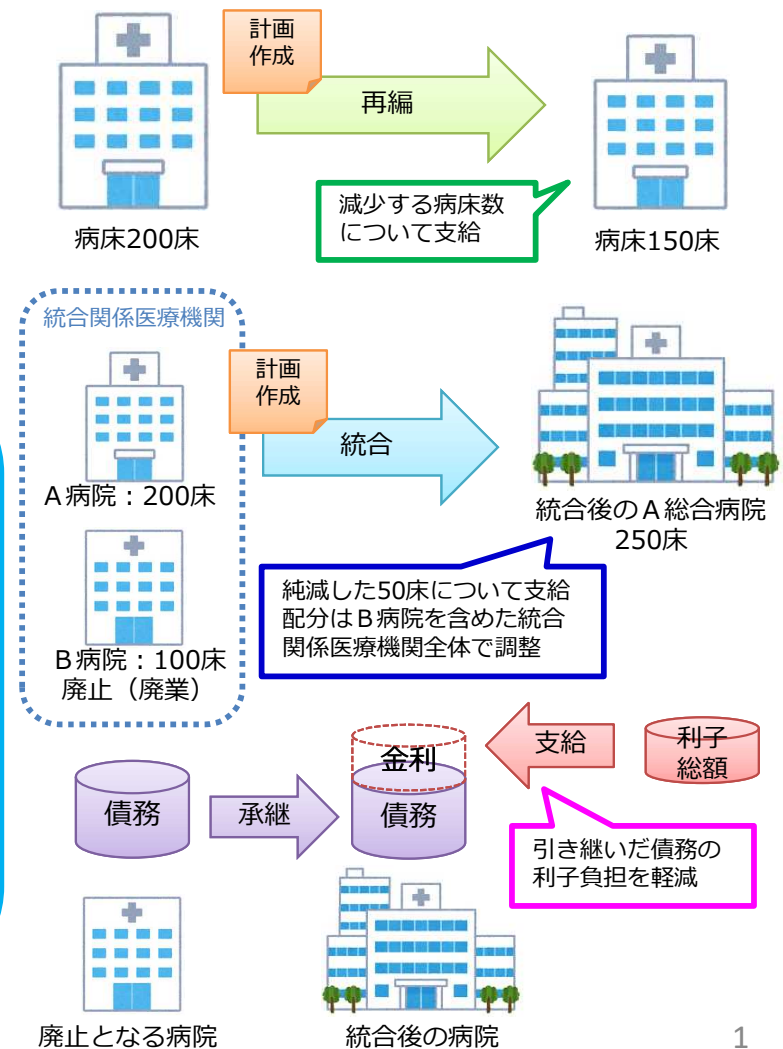 計画
作成
再編
減少する病床数
について支給
病床200床
病床150床
統合関係医療機関
計画
作成
統合
A病院:200床
統合後のA総合病院
250床
純減した50床について支給
配分はB病院を含めた統合
関係医療機関全体で調整
B病院:100床
廃止(廃業)
債務
承継
金利
債務
支給
利子
総額
引き継いだ債務の
利子負担を軽減
廃止となる病院
統合後の病院
1